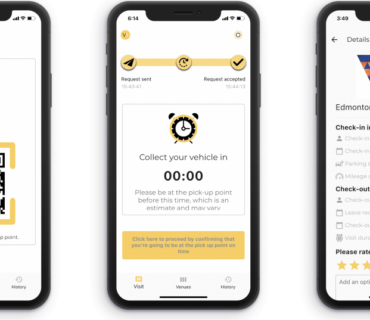 point
History
6:14
Request sent
15:43:41
Request accepted
15:44:10
Collect your vehicle in
00:00
Please be at the pick-up point
before this time, which is an
estimate and may vary
Click here to proceed by confirming that
you're going to be at the pick up point on
time
Visit
Venues
History
3:49
Details
Edmonton
Check-in in
Check-
Date
Parking
Mileage
Check-out
Check-
Leave re
Check-o
Visit dur
Please rate
Add an opt